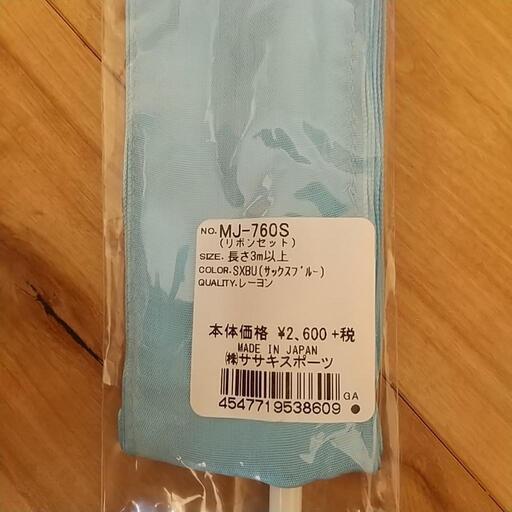 NO. MJ-760S
(リボンセット)
SIZE. 長さ3m以上
COLOR. SXBU(ｻｯｸｽﾌﾞﾙｰ)
QUALITY. レーヨン
本体価格 ¥2,600+税
MADE IN JAPAN
㈱ササキスポーツ
GA
4547719538609